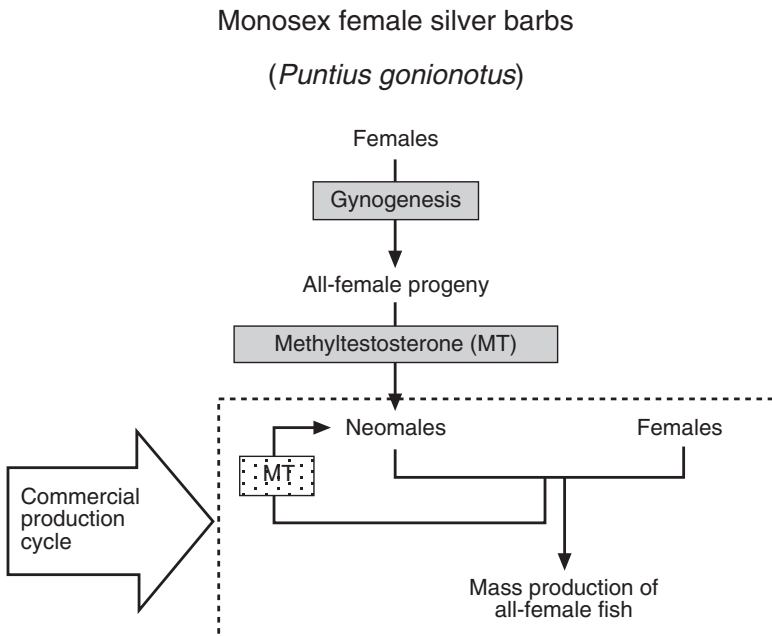 Monosex female silver barbs
(Puntius gonionotus)
Females
Gynogenesis
All-female progeny
Methyltestosterone (MT)
Neomales
Females
MT
Commercial
production
cycle
Mass production of
all-female fish